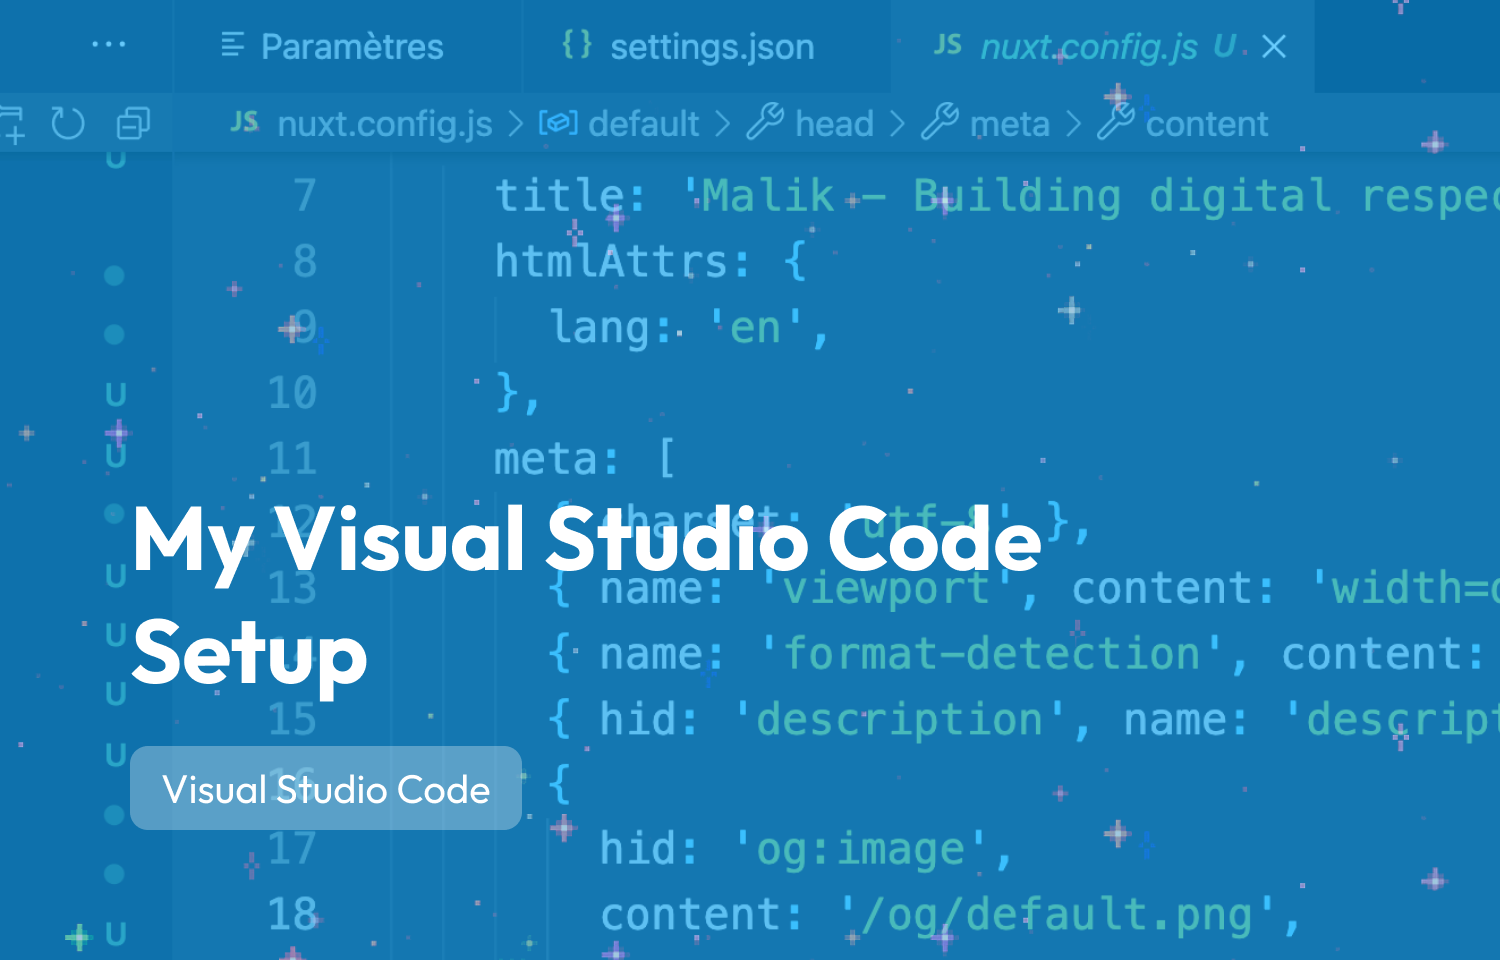 ··· Paramètres {} settings.json JS nuxt.config.js U
JS nuxt.config.js > default > head > meta > content
U
7 title: 'Malik – Building digital respec
8 htmlAttrs: {
9 lang: 'en',
10 },
U
11 meta: [
U
12 { charset: 'utf-8' },
My Visual Studio Code
13 { name: 'viewport', content: 'width=d
U
14 { name: 'format-detection', content:
U
Setup
15 { hid: 'description', name: 'descript
U
16 {
U
Visual Studio Code
17 hid: 'og:image',
18 content: '/og/default.png',
U